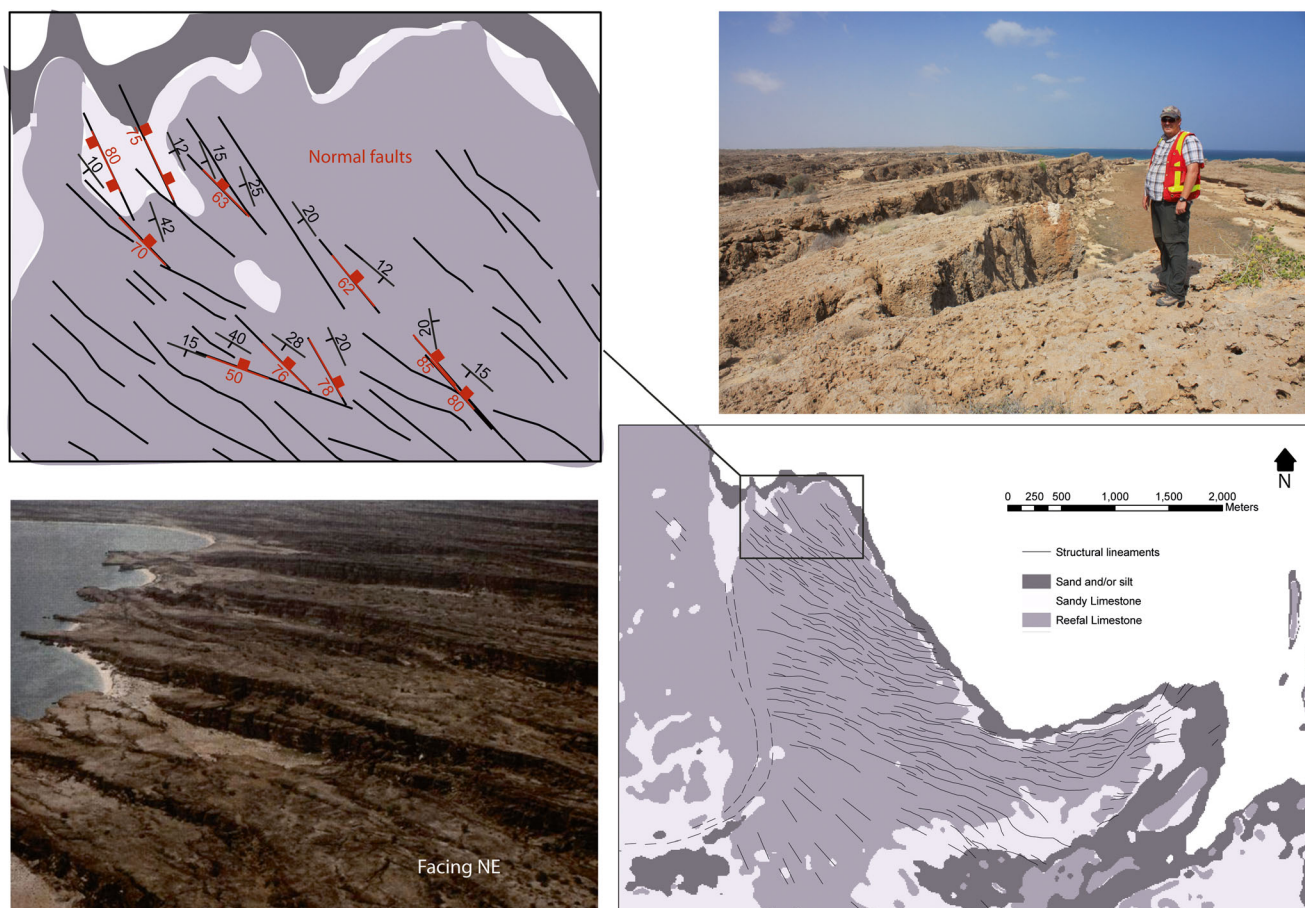 Normal faults
80
75
12
15
10
63
25
42
70
20
12
62
15
40
28
20
20
50
76
78
85
15
80
N
0 250 500 1,000 1,500 2,000
Meters
Structural lineaments
Sand and/or silt
Sandy Limestone
Reefal Limestone
Facing NE